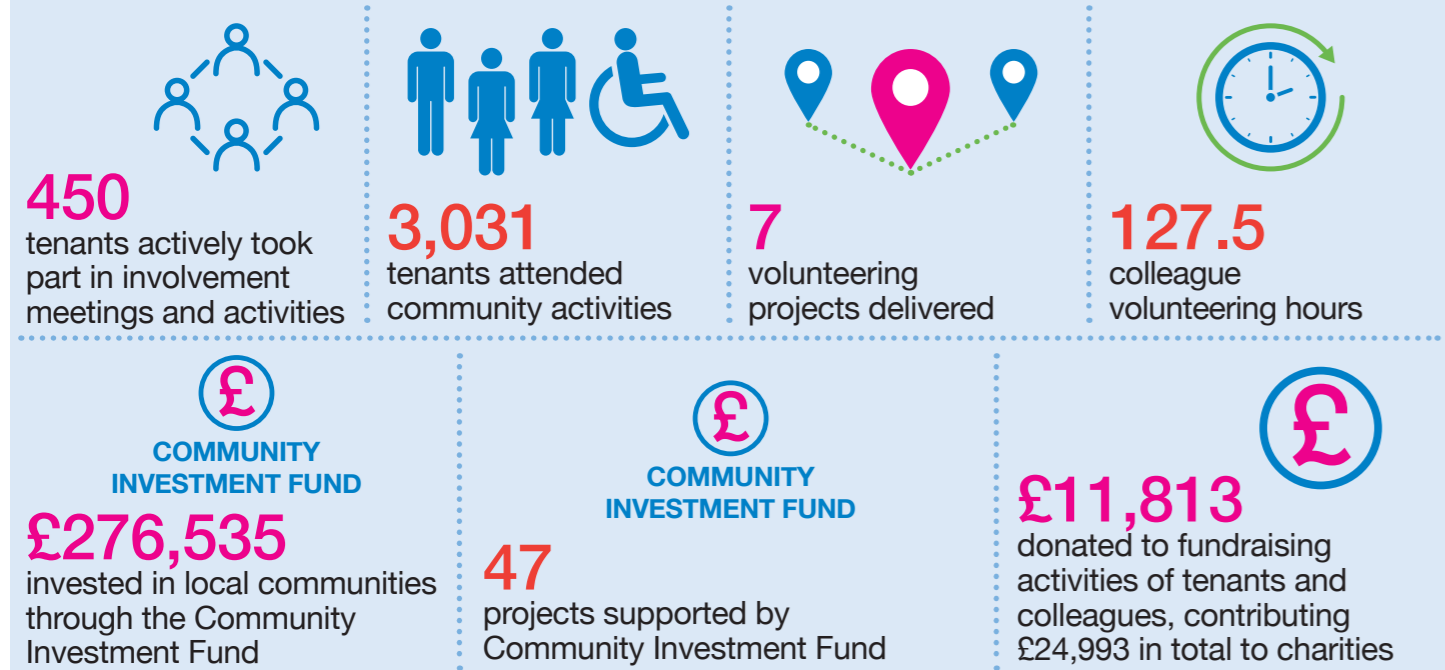 450
tenants actively took
part in involvement
meetings and activities
3,031
tenants attended
community activities
7
volunteering
projects delivered
127.5
colleague
volunteering hours
£
COMMUNITY
INVESTMENT FUND
£276,535
invested in local communities
through the Community
Investment Fund
£
COMMUNITY
INVESTMENT FUND
47
projects supported by
Community Investment Fund
£
£11,813
donated to fundraising
activities of tenants and
colleagues, contributing
£24,993 in total to charities